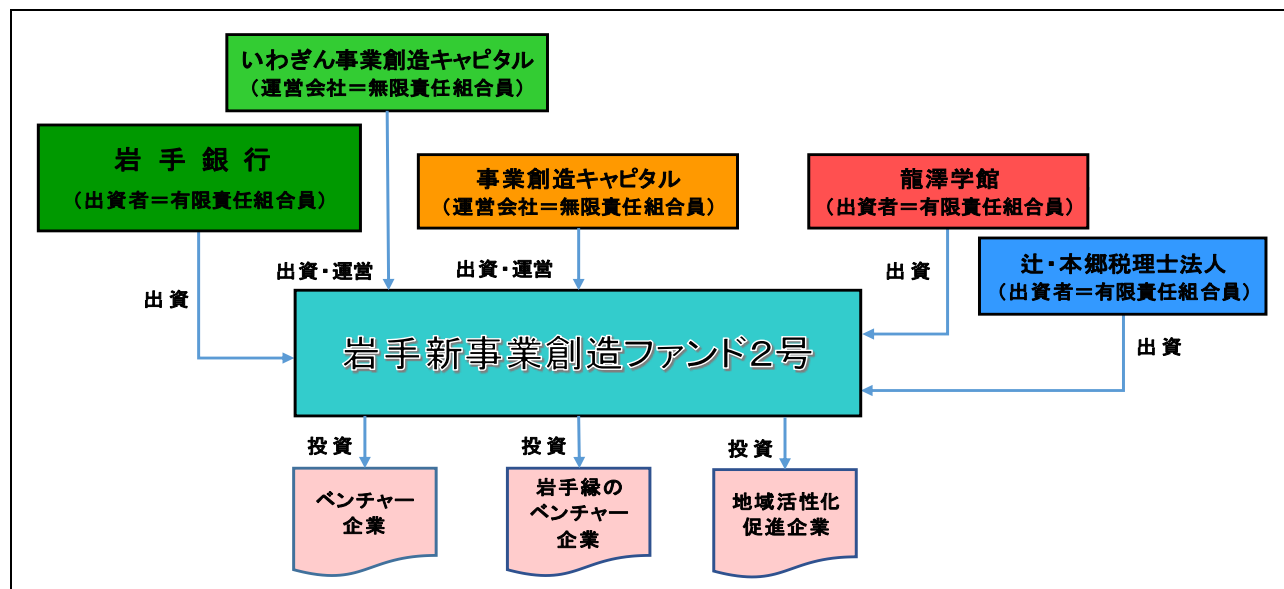 いわぎん事業創造キャピタル
（運営会社＝無限責任組合員）
岩手銀行
（出資者＝有限責任組合員）
事業創造キャピタル
（運営会社＝無限責任組合員）
龍澤学館
（出資者＝有限責任組合員）
辻・本郷税理士法人
（出資者＝有限責任組合員）
出資
出資・運営
出資・運営
出資
出資
岩手新事業創造ファンド２号
投資
投資
投資
ベンチャー
企業
岩手縁の
ベンチャー
企業
地域活性化
促進企業